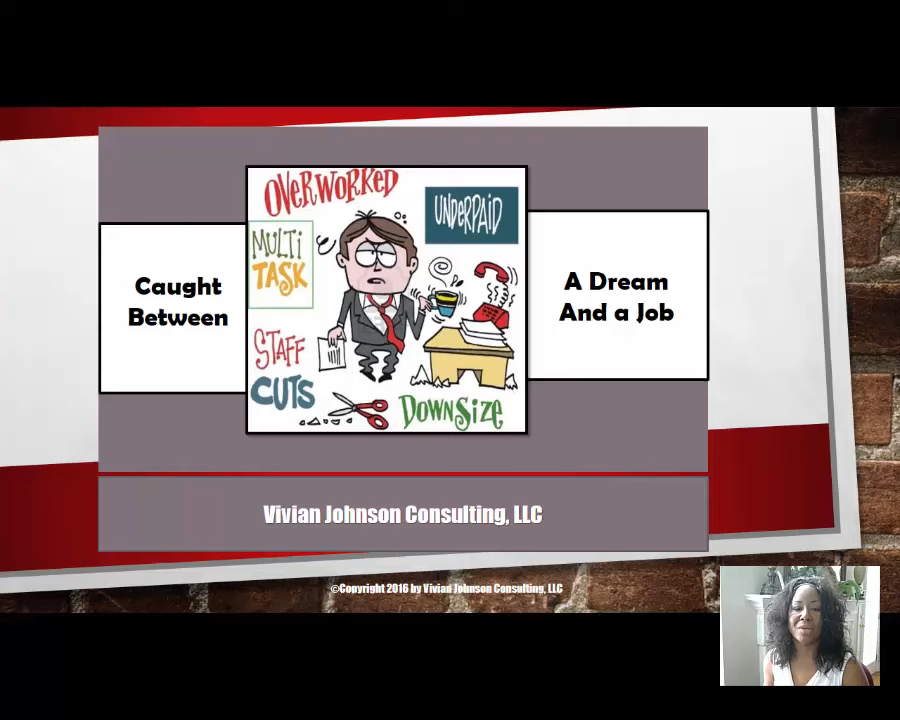 OVERWORKED
UNDERPAID
MULTI
TASK
Caught
Between
A Dream
And a Job
STAFF
CUTS
DOWNSIZE
Vivian Johnson Consulting, LLC
©Copyright 2016 by Vivian Johnson Consulting, LLC